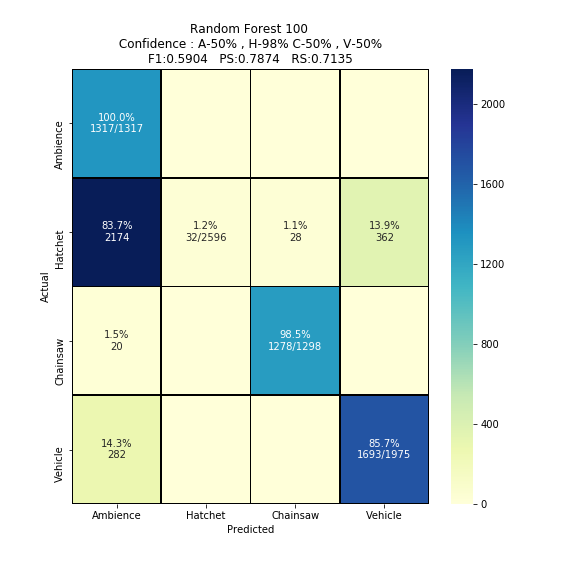 Random Forest 100
Confidence : A-50% , H-98% C-50% , V-50%
F1:0.5904 PS:0.7874 RS:0.7135
Actual
Ambience
100.0%
1317/1317
Hatchet
83.7%
2174
1.2%
32/2596
1.1%
28
13.9%
362
Chainsaw
1.5%
20
98.5%
1278/1298
Vehicle
14.3%
282
85.7%
1693/1975
Ambience Hatchet Chainsaw Vehicle
Predicted
2000
1600
1200
800
400
0